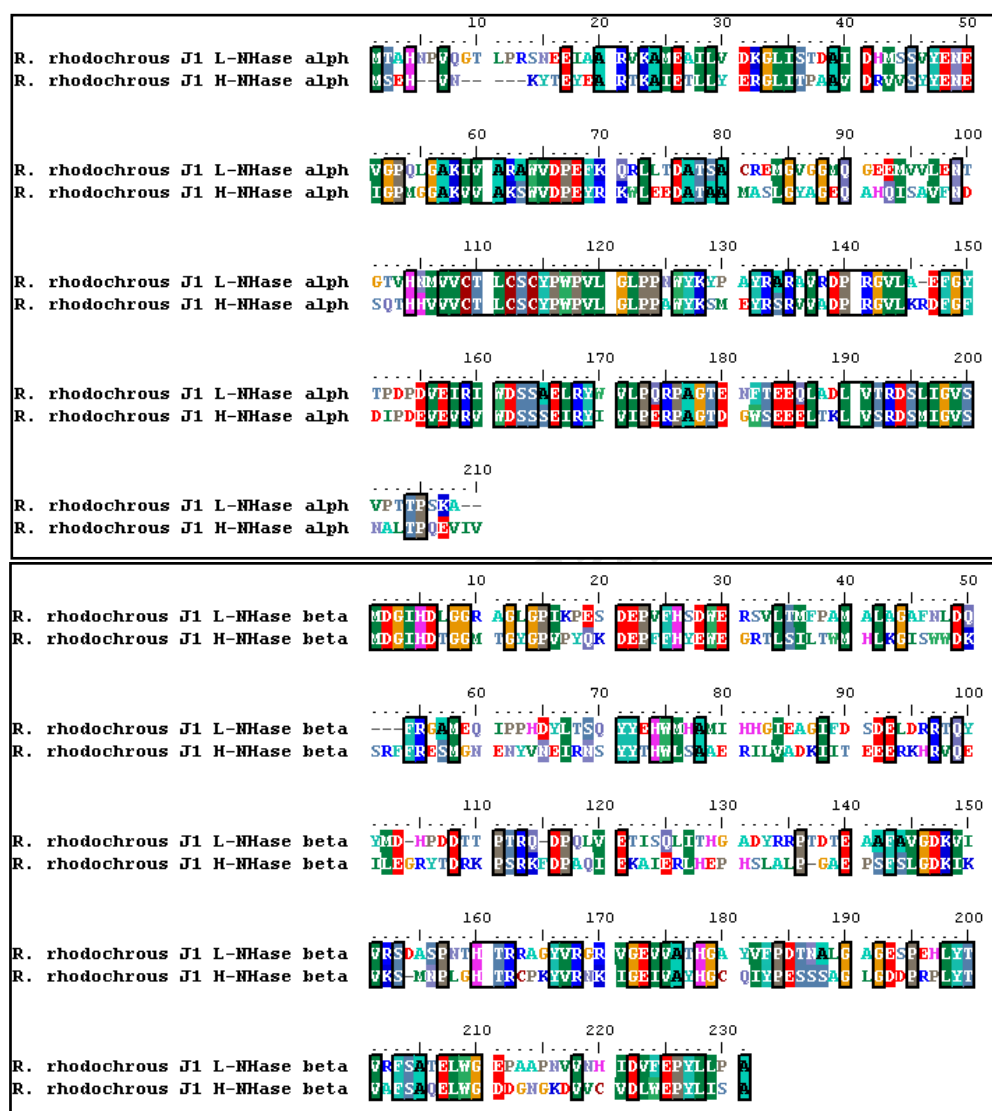 10 20 30 40 50
R. rhodochrous J1 L-NHase alph MTAHNPVQGT LPRSNEEIAA RVKAMEAILV DKGLISTDAI DHMSSVYENE
R. rhodochrous J1 H-NHase alph MSEH--VN-- ---KYTEYEA RTKAIETLLY ERGLITPAAV DRVVSYYENE
60 70 80 90 100
R. rhodochrous J1 L-NHase alph VGPQLGAKIV ARAWVDPEFK QRLLTDATSA CREMGVGGMQ GEEMVVLENT
R. rhodochrous J1 H-NHase alph IGPMGGAKVV AKSWVDPEYR KWLEEDATAA MASLGYAGEQ AHQISAVFND
110 120 130 140 150
R. rhodochrous J1 L-NHase alph GTVHNMVVCT LCSCYPWPVL GLPPNWYKYP AYRARAVRDP RGVLA-EFGY
R. rhodochrous J1 H-NHase alph SQTHHVVVCT LCSCYPWPVL GLPPAWYKSM EYRSRVVADP RGVLKRDFGF
160 170 180 190 200
R. rhodochrous J1 L-NHase alph TPDPDVEIRI WDSSAELRYW VLPQRPAGTE NFTEEQLADL VTRDSLIGVS
R. rhodochrous J1 H-NHase alph DIPDEVEVRV WDSSSEIRYI VIPERPAGTD GWSEEELTKL VSRDSMIGVS
210
R. rhodochrous J1 L-NHase alph VPTTPSKA--
R. rhodochrous J1 H-NHase alph NALTPQEVIV
10 20 30 40 50
R. rhodochrous J1 L-NHase beta MDGIHDLGGR AGLGPIKPES DEPVFHSDWE RSVLTMFPAM ALAGAFNLDQ
R. rhodochrous J1 H-NHase beta MDGIHDTGGM TGYGPVPYQK DEPFFHYEWE GRTLSILTWM HLKGISWWDK
60 70 80 90 100
R. rhodochrous J1 L-NHase beta ---FRGAMEQ IPPHDYLTSQ YYEHWMHAMI HHGIEAGIFD SDELDRRTQY
R. rhodochrous J1 H-NHase beta SRFFRESMGN ENYVNEIRNS YYTHWLSAAE RILVADKIIT EEERKHRVQE
110 120 130 140 150
R. rhodochrous J1 L-NHase beta YMD-HPDDTT PTRQ-DPQLV ETISQLITHG ADYRRPTDTE AAFAVGDKVI
R. rhodochrous J1 H-NHase beta ILEGRYTDRK PSRKFDPAQI EKAIERLHEP HSLALP-GAE PSFSLGDKIK
160 170 180 190 200
R. rhodochrous J1 L-NHase beta VRSDASPNTH TRRAGYVRGR VGEVVATHGA YVFPDTNALG AGESPEHLYT
R. rhodochrous J1 H-NHase beta VKS-MNPLGH TRCPKYVRNK IGEIVAYHGC QIYPESSSAG LGDDPRPLYT
210 220 230
R. rhodochrous J1 L-NHase beta VRFSATELWG EPAAPNVVNH IDVFEPYLLP A
R. rhodochrous J1 H-NHase beta VAFSAQELWG DDGNGKDVVC VDLWEPYLIS A